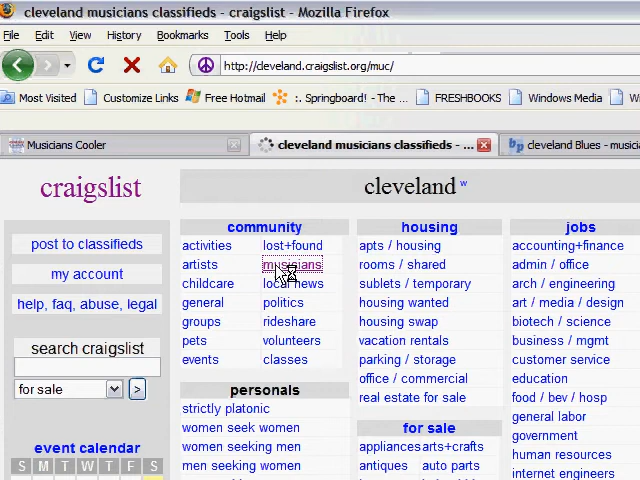 cleveland musicians classifieds - craigslist - Mozilla Firefox
File Edit View History Bookmarks Tools Help
http://cleveland.craigslist.org/muc/
Most Visited Customize Links Free Hotmail .: Springboard! - The ... FRESHBOOKS Windows Media
Musicians Cooler cleveland musicians classifieds - ... cleveland Blues - musicia
craigslist
cleveland w
post to classifieds
my account
help, faq, abuse, legal
search craigslist
for sale >
event calendar
S M T W T F S
community
activities lost+found
artists musicians
childcare local news
general politics
groups rideshare
pets volunteers
events classes
personals
strictly platonic
women seek women
women seeking men
men seeking women
housing
apts / housing
rooms / shared
sublets / temporary
housing wanted
housing swap
vacation rentals
parking / storage
office / commercial
real estate for sale
for sale
appliances arts+crafts
antiques auto parts
jobs
accounting+finance
admin / office
arch / engineering
art / media / design
biotech / science
business / mgmt
customer service
education
food / bev / hosp
general labor
government
human resources
internet engineers